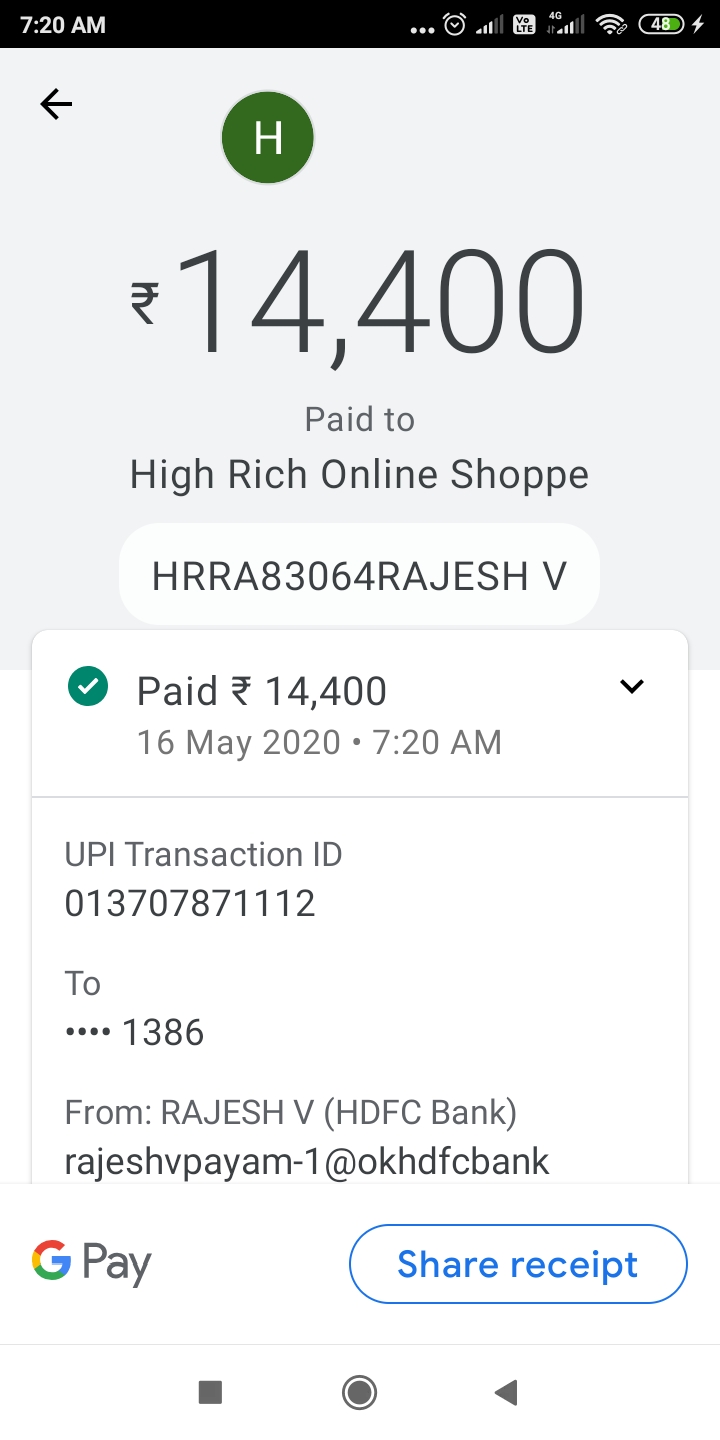 7:20 AM
Vo LTE 4G 48
H
₹14,400
Paid to
High Rich Online Shoppe
HRRA83064RAJESH V
Paid ₹ 14,400
16 May 2020 • 7:20 AM
UPI Transaction ID
013707871112
To
•••• 1386
From: RAJESH V (HDFC Bank)
rajeshvpayam-1@okhdfcbank
G Pay
Share receipt